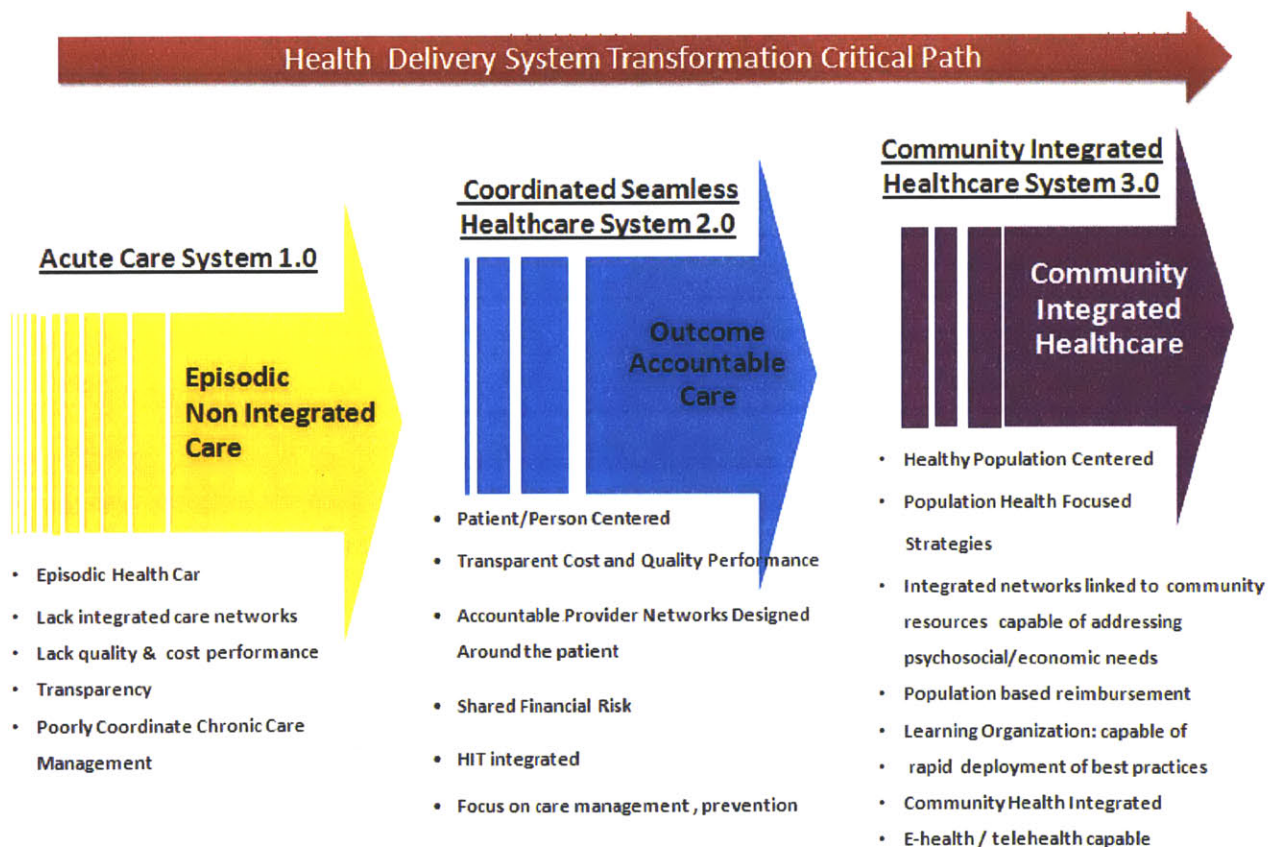 Health Delivery System Transformation Critical Path
Acute Care System 1.0
Episodic
Non Integrated
Care
• Episodic Health Car
• Lack integrated care networks
• Lack quality & cost performance
• Transparency
• Poorly Coordinate Chronic Care
Management
Coordinated Seamless
Healthcare System 2.0
Outcome
Accountable
Care
• Patient/Person Centered
• Transparent Cost and Quality Performance
• Accountable Provider Networks Designed
Around the patient
• Shared Financial Risk
• HIT integrated
• Focus on care management , prevention
Community Integrated
Healthcare System 3.0
Community
Integrated
Healthcare
• Healthy Population Centered
• Population Health Focused
Strategies
• Integrated networks linked to community
resources capable of addressing
psychosocial/economic needs
• Population based reimbursement
• Learning Organization: capable of
• rapid deployment of best practices
• Community Health Integrated
• E-health / telehealth capable